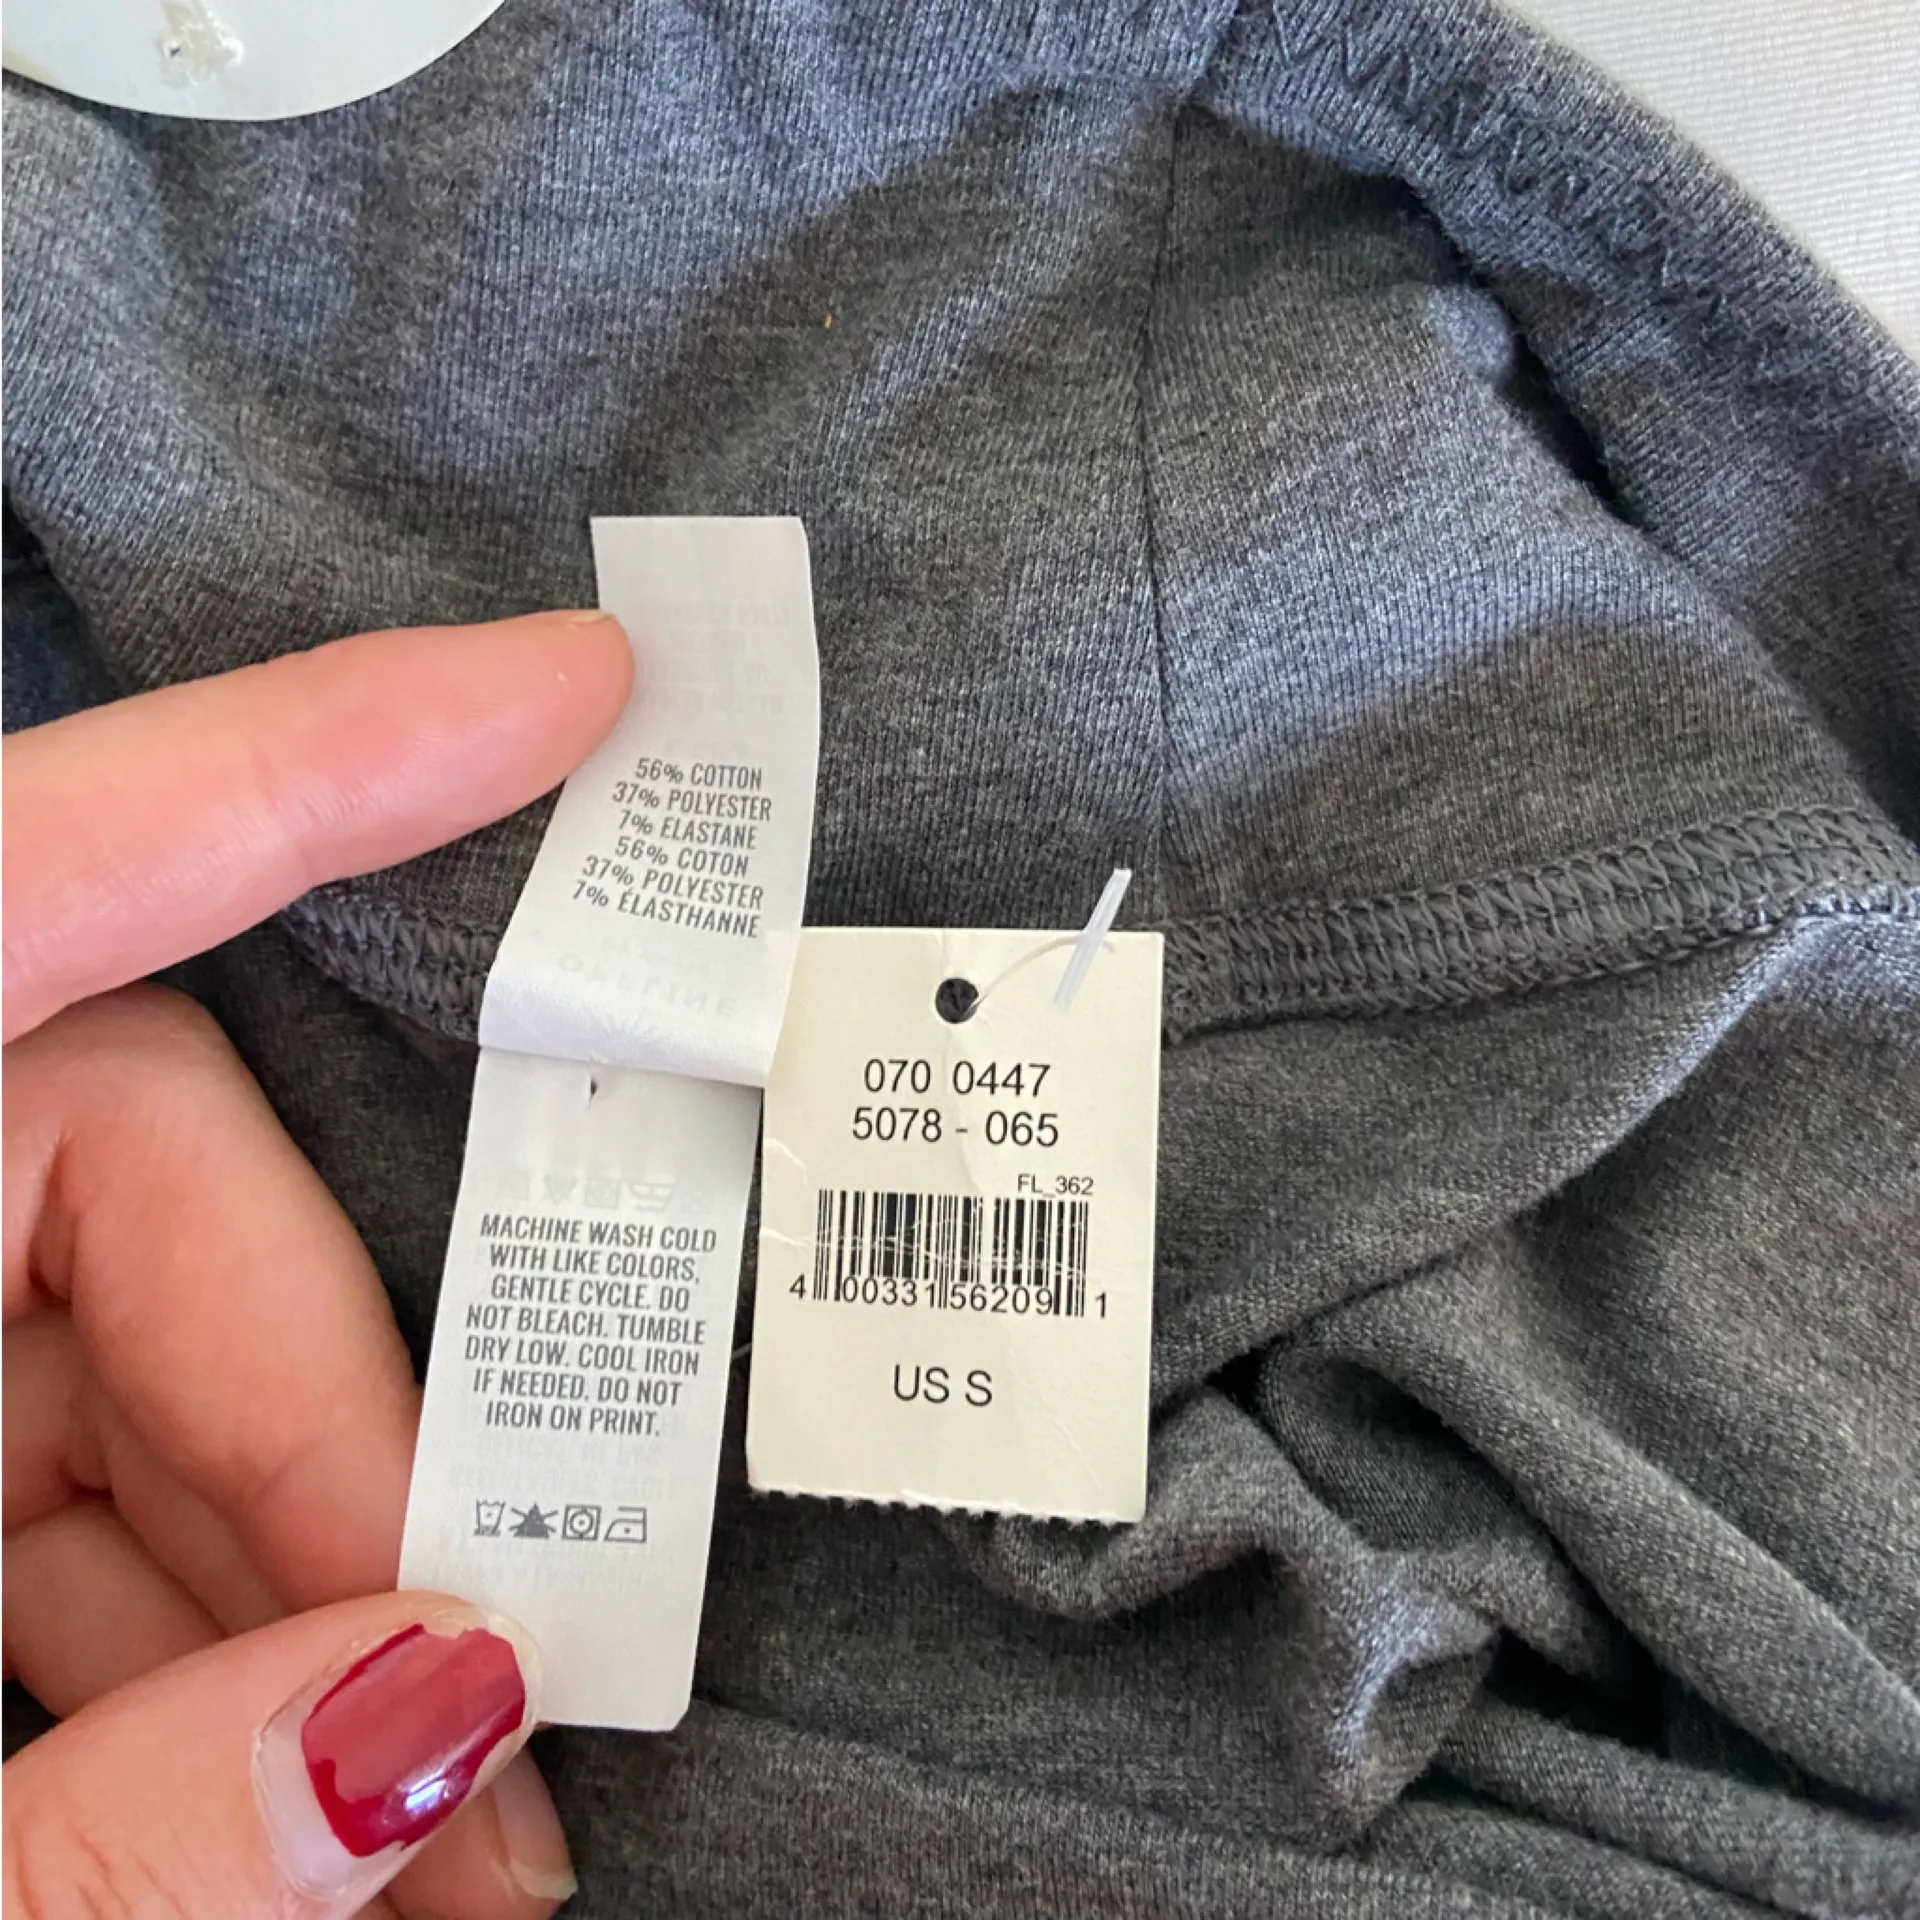 56% COTTON
37% POLYESTER
7% ELASTANE
56% COTON
37% POLYESTER
7% ÉLASTHANNE
MACHINE WASH COLD
WITH LIKE COLORS,
GENTLE CYCLE. DO
NOT BLEACH. TUMBLE
DRY LOW. COOL IRON
IF NEEDED. DO NOT
IRON ON PRINT.
070 0447
5078 - 065
FL_362
4 00331 56209 1
US S